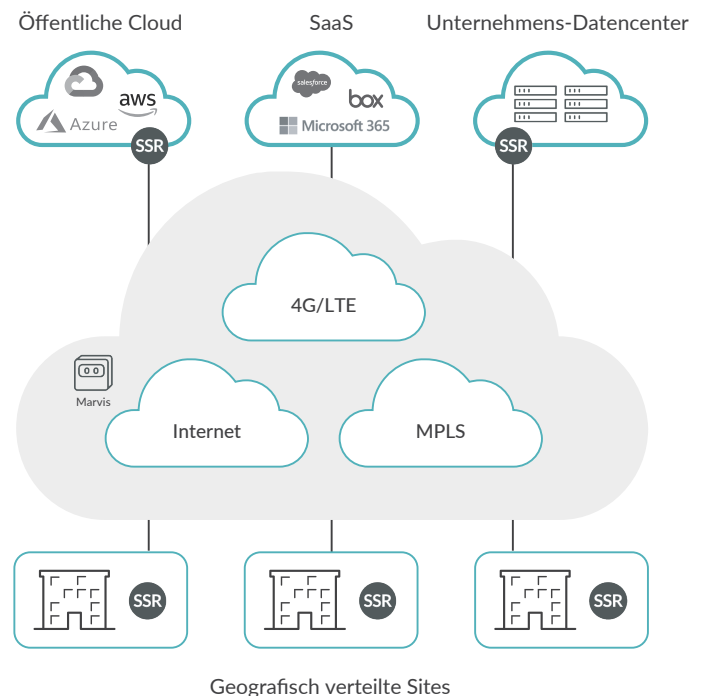 Öffentliche Cloud
SaaS
Unternehmens-Datencenter
aws
Azure
SSR
salesforce
box
Microsoft 365
SSR
4G/LTE
Marvis
Internet
MPLS
SSR
SSR
SSR
Geografisch verteilte Sites